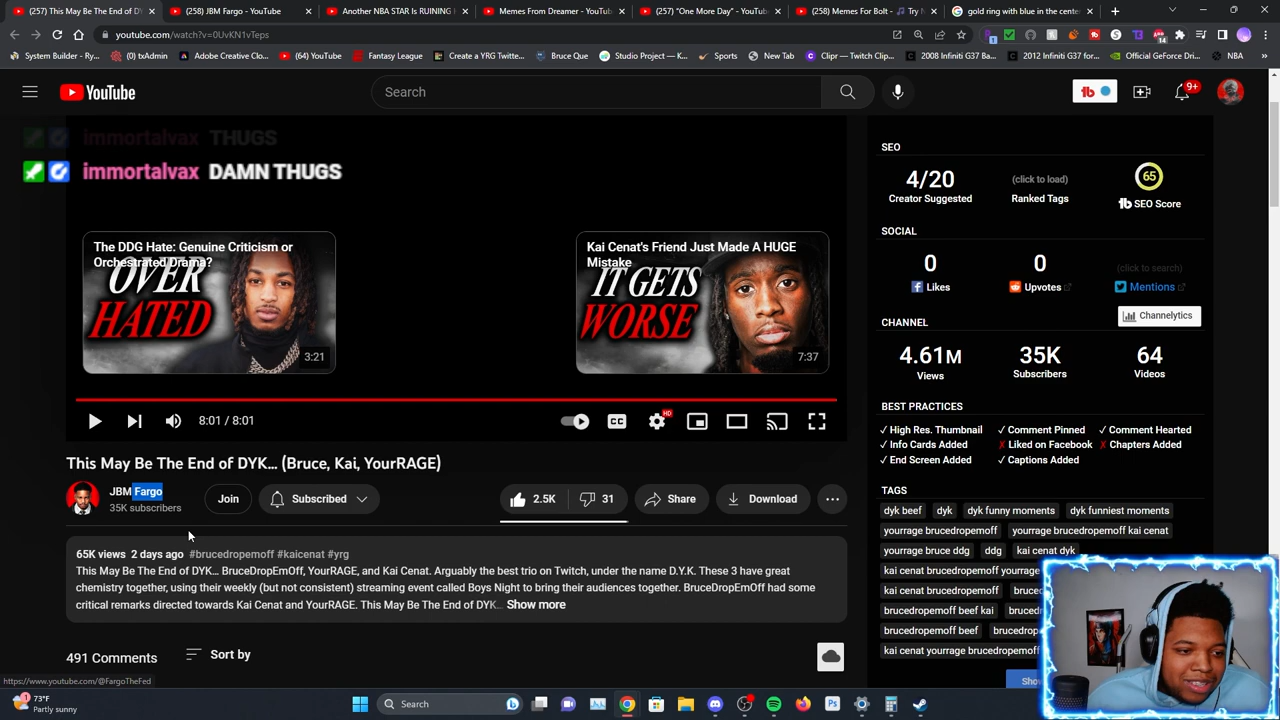 (257) This May Be The End of DY
(258) JBM Fargo - YouTube
Another NBA STAR Is RUINING H
Memes From Dreamer - YouTub
(257) "One More Day" - YouTub
(258) Memes For Bolt - 🎵 Try N
gold ring with blue in the cente
youtube.com/watch?v=0UvKN1vTeps
System Builder - Ry...
(10) txAdmin
Adobe Creative Clo...
(64) YouTube
Fantasy League
Create a YRG Twitte...
Bruce Que
Studio Project — K...
Sports
New Tab
Clipr — Twitch Clip...
2008 Infiniti G37 Ba...
2012 Infiniti G37 for...
Official GeForce Dri...
NBA
YouTube
Search
9+
immortalvax THUGS
immortalvax DAMN THUGS
The DDG Hate: Genuine Criticism or
Orchestrated Drama?
OVER
HATED
3:21
Kai Cenat's Friend Just Made A HUGE
Mistake
IT GETS
WORSE
7:37
8:01 / 8:01
HD
CC
This May Be The End of DYK... (Bruce, Kai, YourRAGE)
JBM Fargo
35K subscribers
Join
Subscribed
2.5K
31
Share
Download
65K views 2 days ago #brucedropemoff #kaicenat #yrg
This May Be The End of DYK... BruceDropEmOff, YourRAGE, and Kai Cenat. Arguably the best trio on Twitch, under the name D.Y.K. These 3 have great
chemistry together, using their weekly (but not consistent) streaming event called Boys Night to bring their audiences together. BruceDropEmOff had some
critical remarks directed towards Kai Cenat and YourRAGE. This May Be The End of DYK... Show more
491 Comments
Sort by
https://www.youtube.com/@FargoTheFed
SEO
4/20
Creator Suggested
(click to load)
Ranked Tags
65
SEO Score
SOCIAL
0
Likes
0
Upvotes
(click to search)
Mentions
CHANNEL
Channelytics
4.61M
Views
35K
Subscribers
64
Videos
BEST PRACTICES
✓ High Res. Thumbnail
✓ Comment Pinned
✓ Comment Hearted
✓ Info Cards Added
✗ Liked on Facebook
✗ Chapters Added
✓ End Screen Added
✓ Captions Added
TAGS
dyk beef
dyk
dyk funny moments
dyk funniest moments
yourrage brucedropemoff
yourrage brucedropemoff kai cenat
yourrage bruce ddg
ddg
kai cenat dyk
kai cenat brucedropemoff yourrage
kai cenat brucedropemoff
brucedropemoff beef kai
brucedropemoff beef
kai cenat yourrage brucedropemoff
73°F
Partly sunny
Search